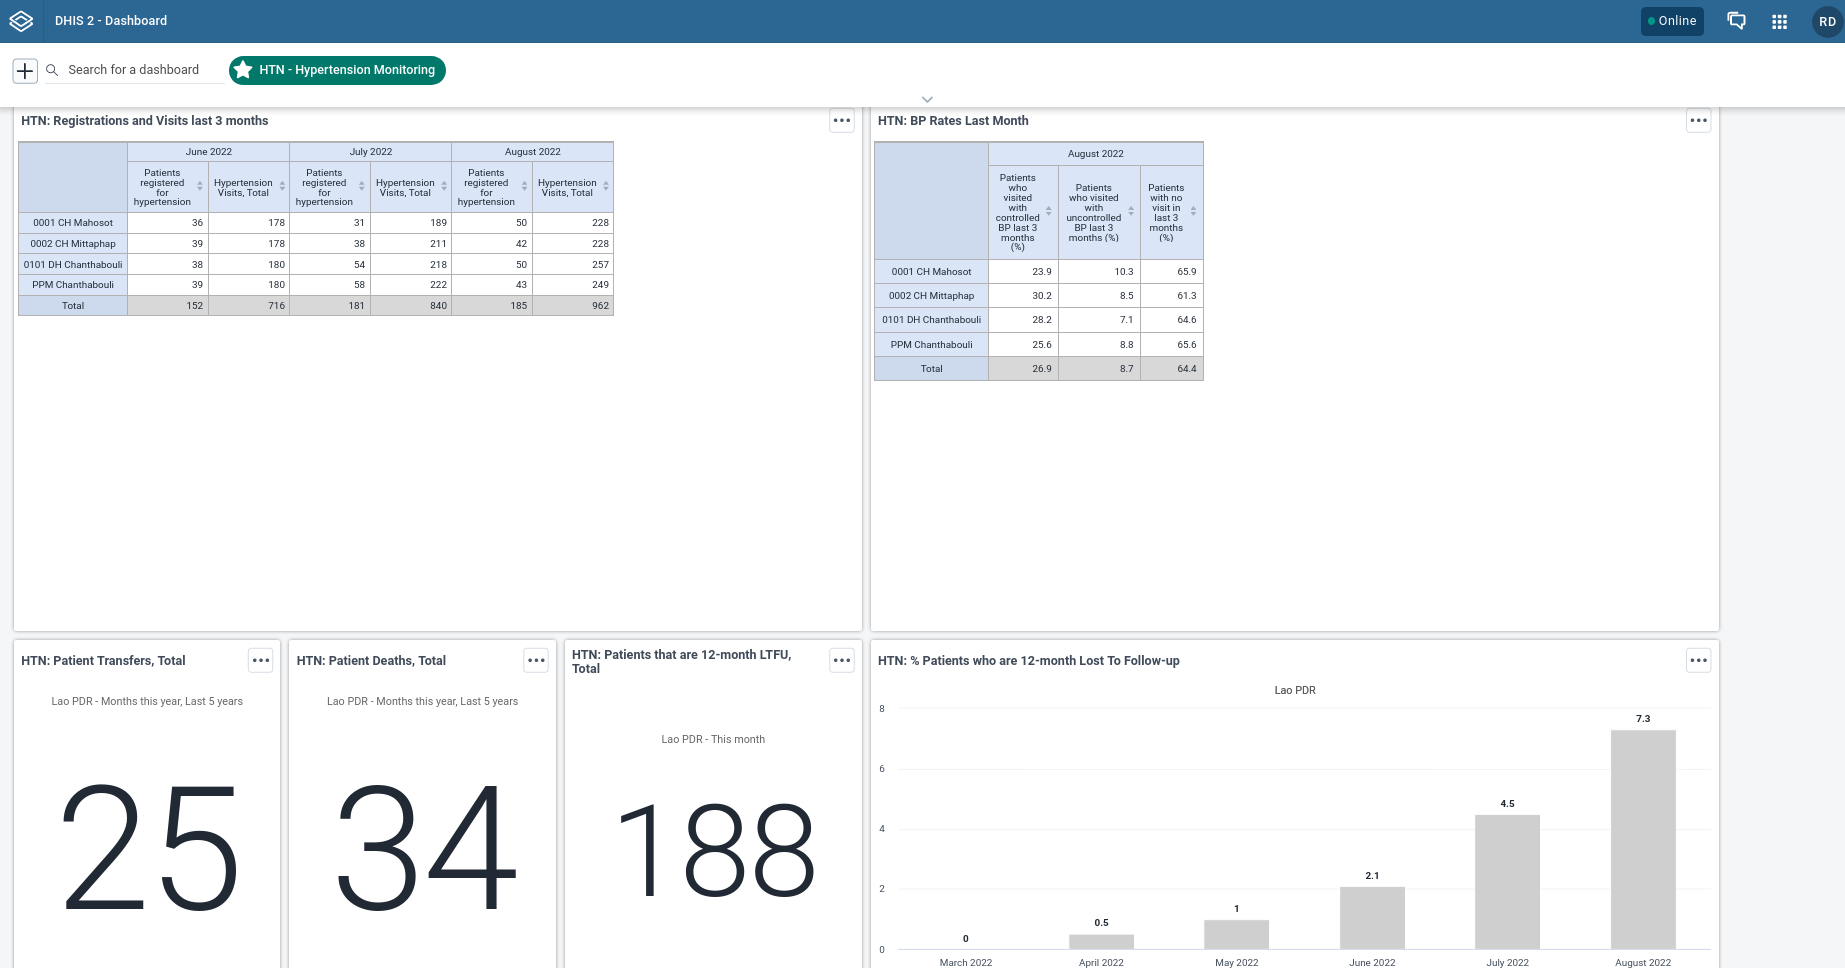 DHIS 2 - Dashboard
Online
RD
Search for a dashboard
HTN - Hypertension Monitoring
HTN: Registrations and Visits last 3 months
June 2022 July 2022 August 2022
Patients registered for hypertension Hypertension Visits, Total Patients registered for hypertension Hypertension Visits, Total Patients registered for hypertension Hypertension Visits, Total
0001 CH Mahosot 36 178 31 189 50 228
0002 CH Mittaphap 39 178 38 211 42 228
0101 DH Chanthabouli 38 180 54 218 50 257
PPM Chanthabouli 39 180 58 222 43 249
Total 152 716 181 840 185 962
HTN: BP Rates Last Month
August 2022
Patients who visited with controlled BP last 3 months (%) Patients who visited with uncontrolled BP last 3 months (%) Patients with no visit in last 3 months (%)
0001 CH Mahosot 23.9 10.3 65.9
0002 CH Mittaphap 30.2 8.5 61.3
0101 DH Chanthabouli 28.2 7.1 64.6
PPM Chanthabouli 25.6 8.8 65.6
Total 26.9 8.7 64.4
HTN: Patient Transfers, Total
Lao PDR - Months this year, Last 5 years
25
HTN: Patient Deaths, Total
Lao PDR - Months this year, Last 5 years
34
HTN: Patients that are 12-month LTFU,
Total
Lao PDR - This month
188
HTN: % Patients who are 12-month Lost To Follow-up
Lao PDR
8
6
4
2
0
0 0.5 1 2.1 4.5 7.3
March 2022 April 2022 May 2022 June 2022 July 2022 August 2022